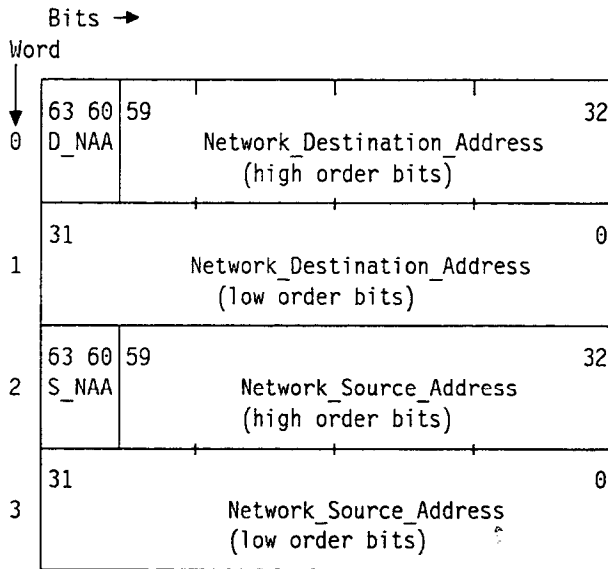 Bits →
Word
63 60 59 32
0 D_NAA Network_Destination_Address
(high order bits)
31 0
1 Network_Destination_Address
(low order bits)
63 60 59 32
2 S_NAA Network_Source_Address
(high order bits)
31 0
3 Network_Source_Address
(low order bits)